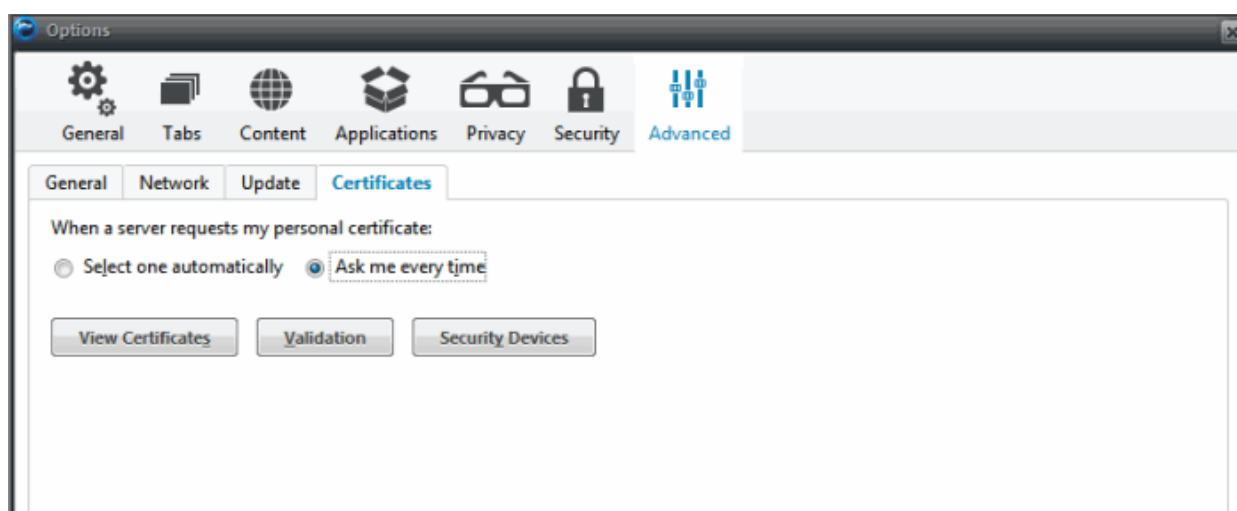 Options
General Tabs Content Applications Privacy Security Advanced
General Network Update Certificates
When a server requests my personal certificate:
Select one automatically Ask me every time
View Certificates Validation Security Devices